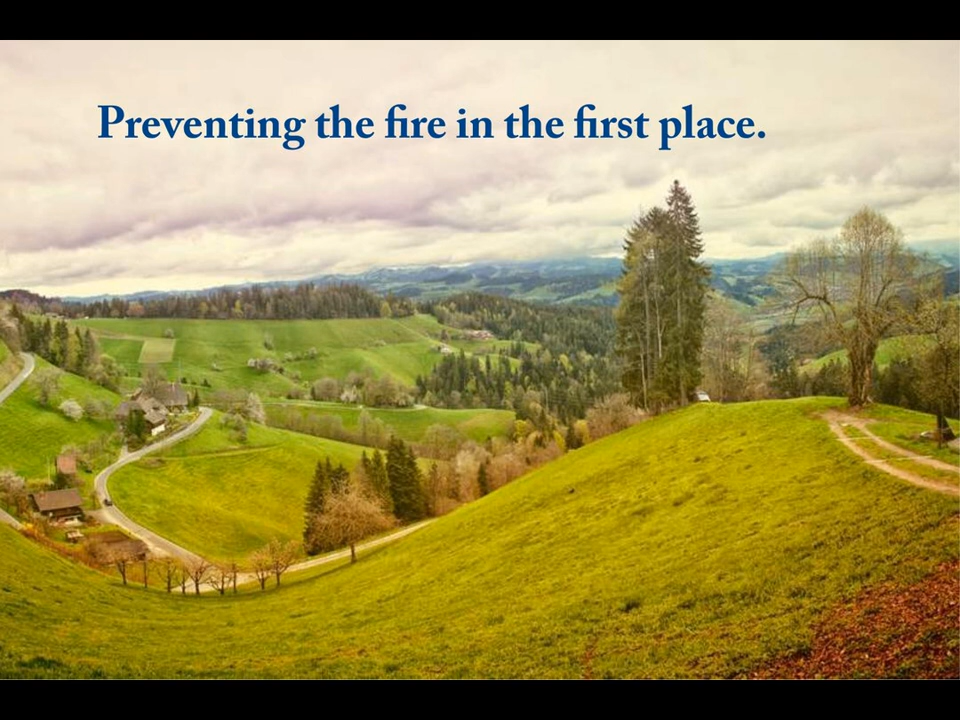 Preventing the fire in the first place.